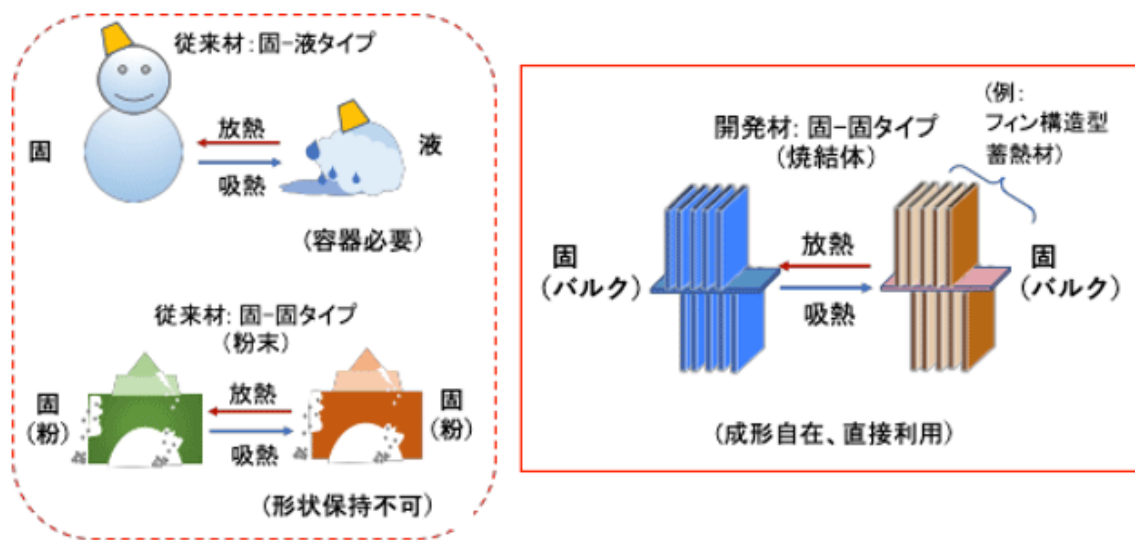 従来材：固−液タイプ
固
放熱
吸熱
液
（容器必要）
従来材：固−固タイプ
（粉末）
固
（粉）
放熱
吸熱
固
（粉）
（形状保持不可）
開発材：固−固タイプ
（焼結体）
（例：
フィン構造型
蓄熱材）
固
（バルク）
放熱
吸熱
固
（バルク）
（成形自在、直接利用）